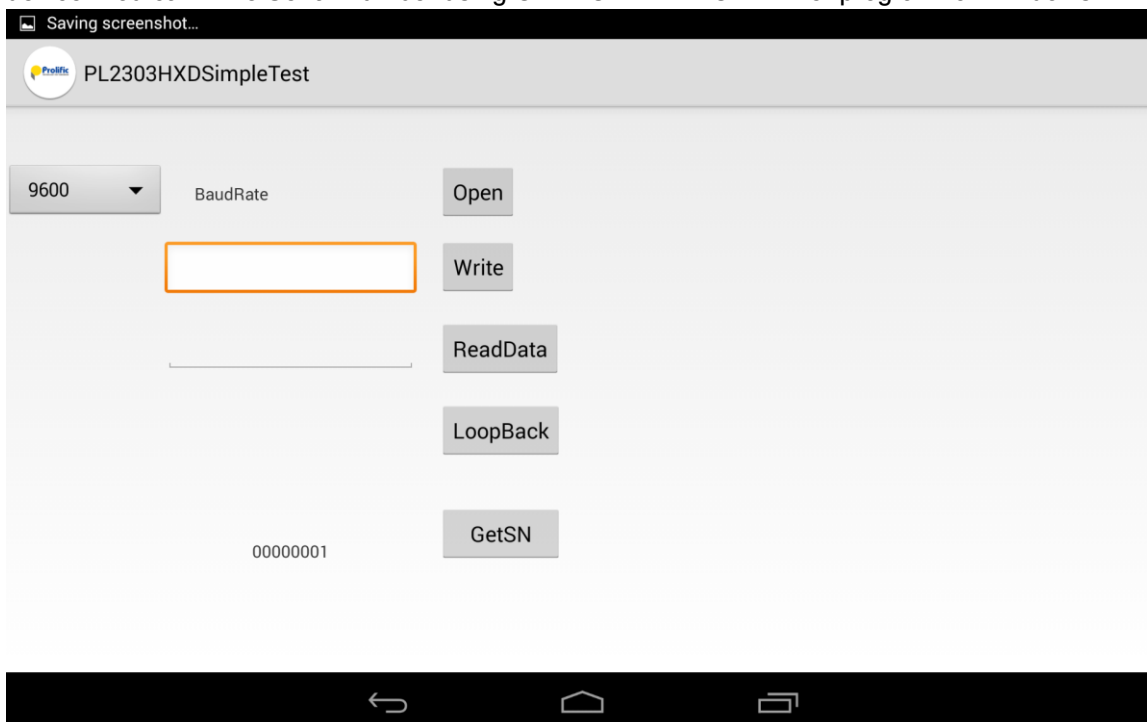 Saving screenshot...
Prolific
PL2303HXDSimpleTest
9600
BaudRate
Open
Write
ReadData
LoopBack
GetSN
00000001